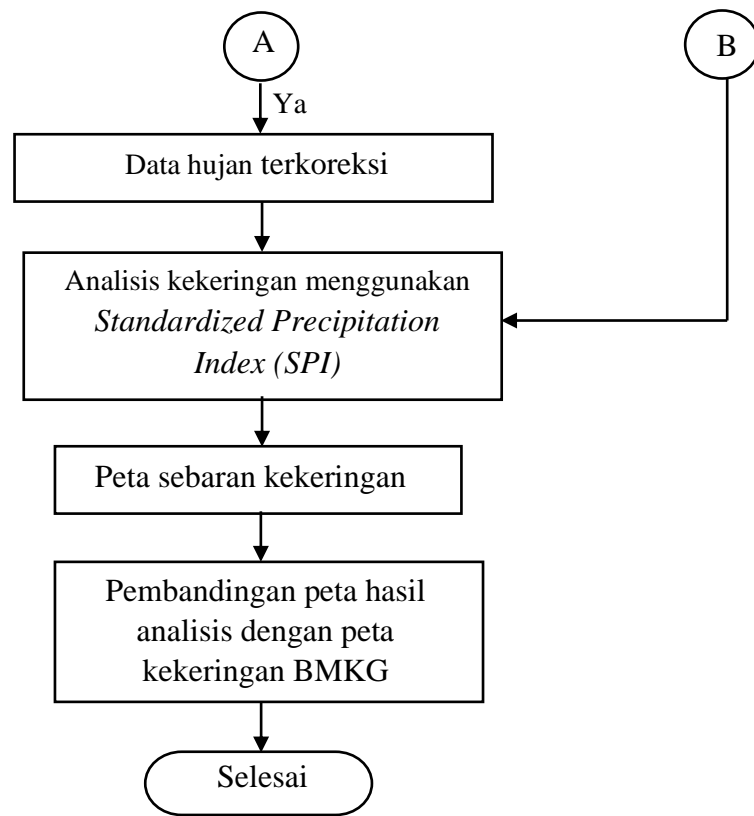 A
B
Ya
Data hujan terkoreksi
Analisis kekeringan menggunakan
Standardized Precipitation
Index (SPI)
Peta sebaran kekeringan
Pembandingan peta hasil
analisis dengan peta
kekeringan BMKG
Selesai